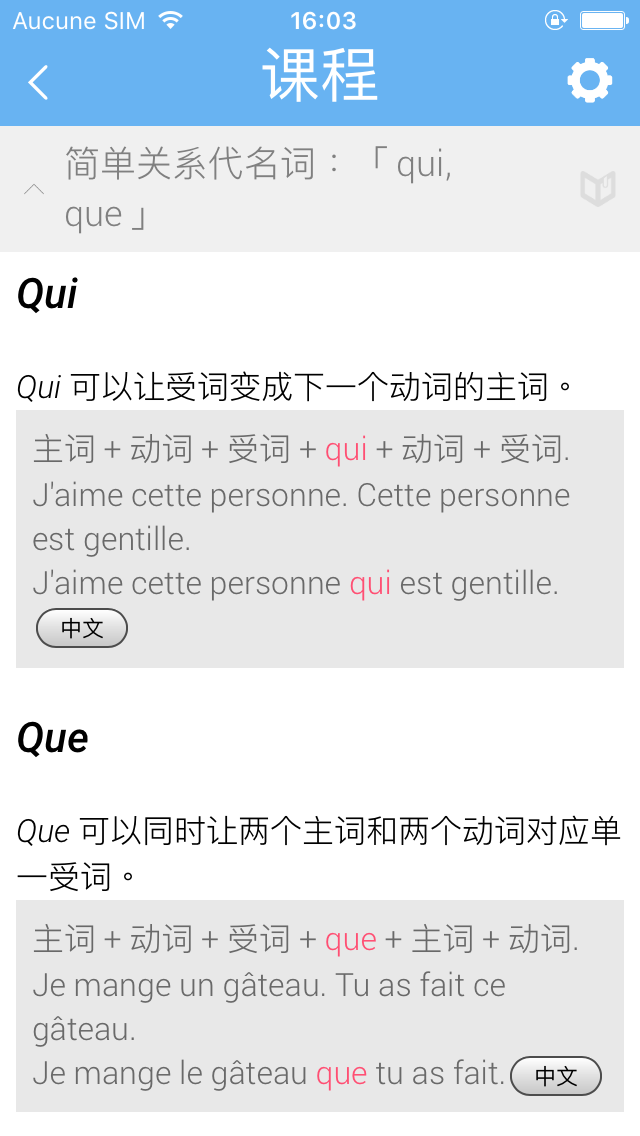 Aucune SIM 16:03
课程
简单关系代名词：「 qui,
que 」
Qui
Qui 可以让受词变成下一个动词的主词。
主词 + 动词 + 受词 + qui + 动词 + 受词.
J'aime cette personne. Cette personne
est gentille.
J'aime cette personne qui est gentille.
中文
Que
Que 可以同时让两个主词和两个动词对应单
一受词。
主词 + 动词 + 受词 + que + 主词 + 动词.
Je mange un gâteau. Tu as fait ce
gâteau.
Je mange le gâteau que tu as fait. 中文